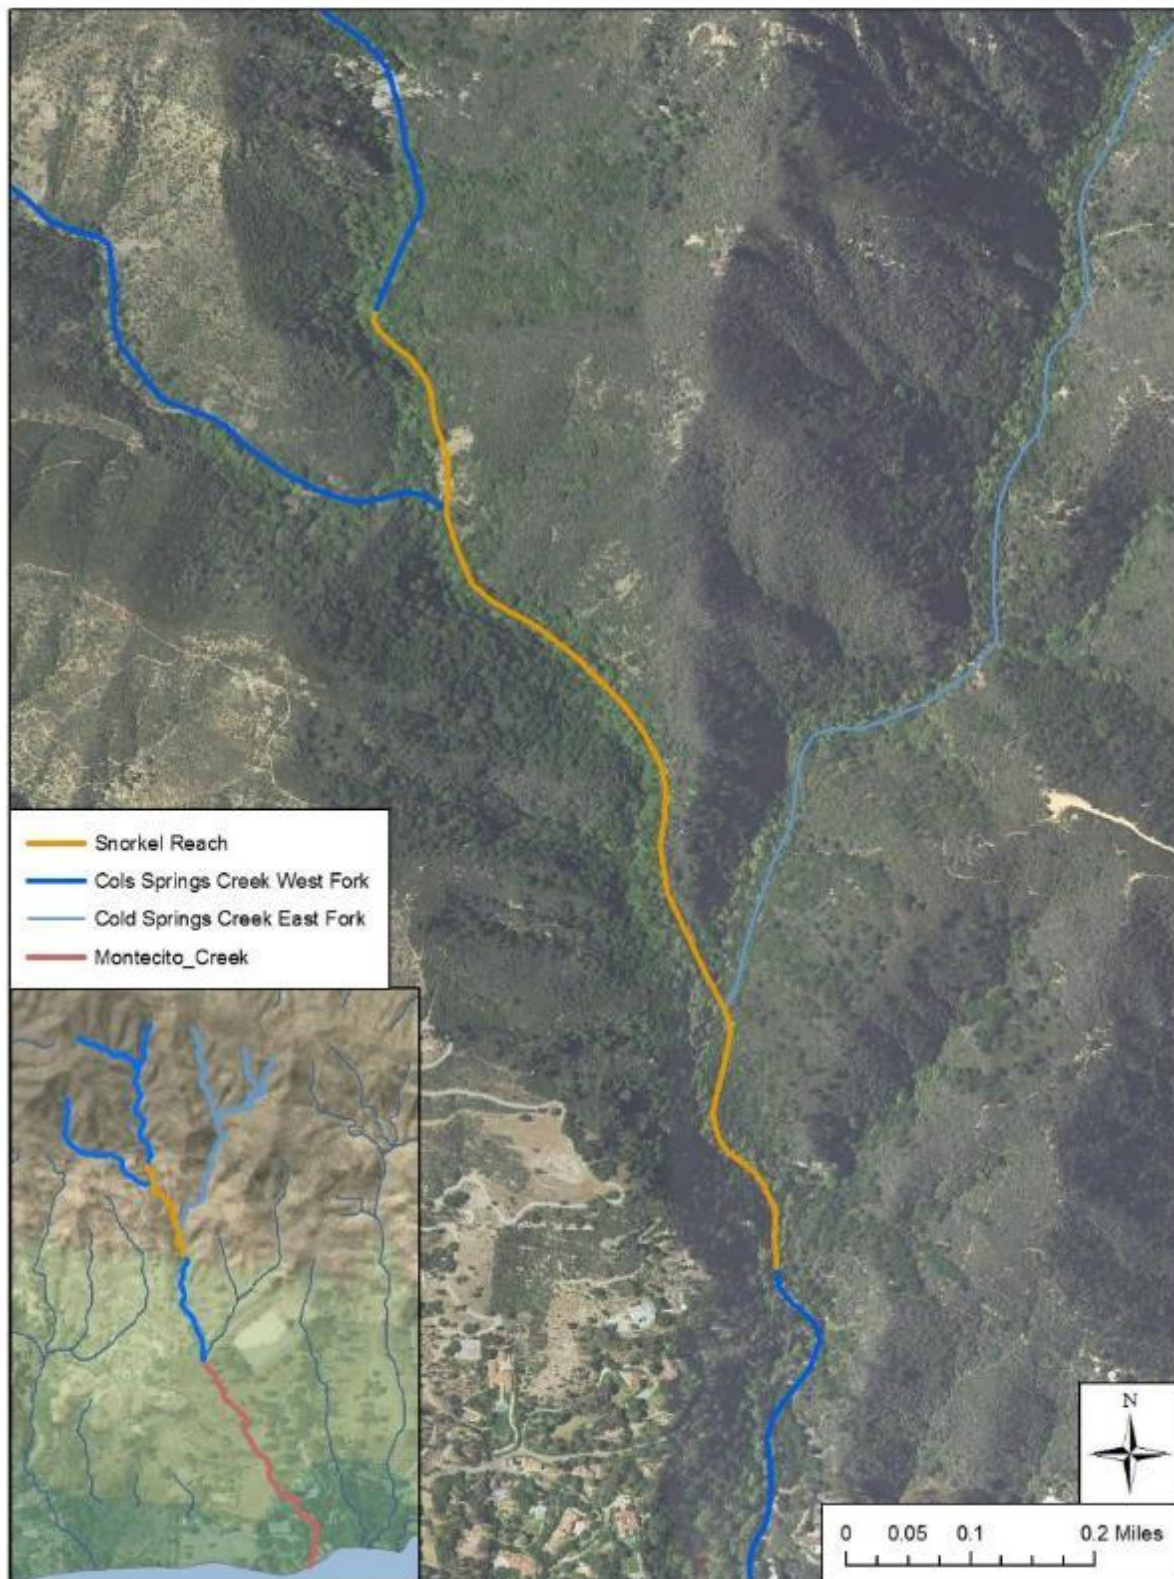 Snorkel Reach
Cols Springs Creek West Fork
Cold Springs Creek East Fork
Montecito_Creek
N
0 0.05 0.1 0.2 Miles